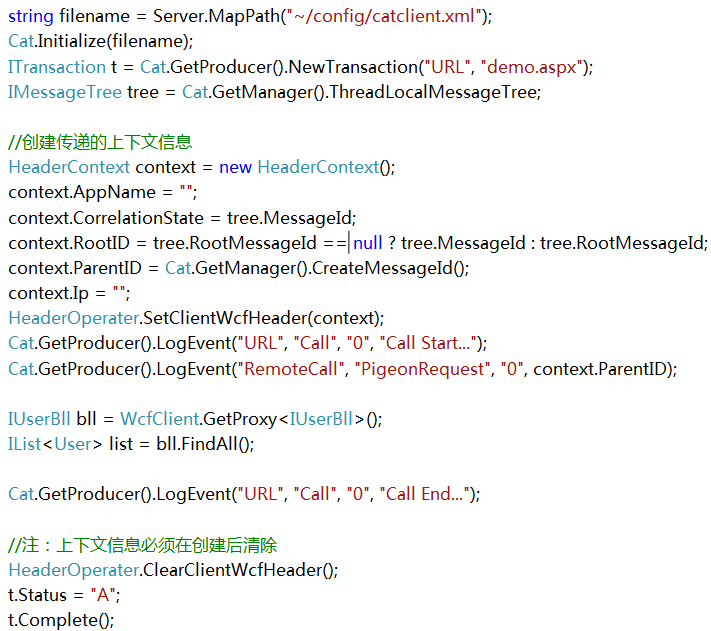 string filename = Server.MapPath("~/config/catclient.xml");
Cat.Initialize(filename);
ITransaction t = Cat.GetProducer().NewTransaction("URL", "demo.aspx");
IMessageTree tree = Cat.GetManager().ThreadLocalMessageTree;
//创建传递的上下文信息
HeaderContext context = new HeaderContext();
context.AppName = "";
context.CorrelationState = tree.MessageId;
context.RootID = tree.RootMessageId == null ? tree.MessageId : tree.RootMessageId;
context.ParentID = Cat.GetManager().CreateMessageId();
context.Ip = "";
HeaderOperater.SetClientWcfHeader(context);
Cat.GetProducer().LogEvent("URL", "Call", "0", "Call Start...");
Cat.GetProducer().LogEvent("RemoteCall", "PigeonRequest", "0", context.ParentID);
IUserBll bll = WcfClient.GetProxy<IUserBll>();
IList<User> list = bll.FindAll();
Cat.GetProducer().LogEvent("URL", "Call", "0", "Call End...");
//注：上下文信息必须在创建后清除
HeaderOperater.ClearClientWcfHeader();
t.Status = "A";
t.Complete();